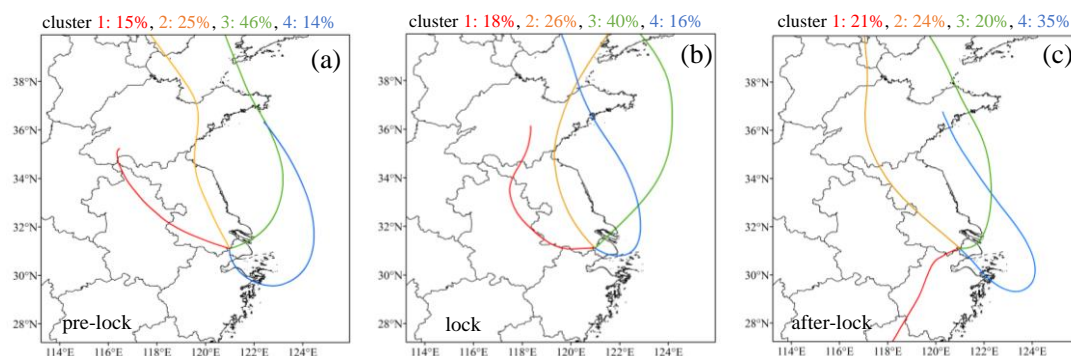 cluster 1: 15%, 2: 25%, 3: 46%, 4: 14%
cluster 1: 18%, 2: 26%, 3: 40%, 4: 16%
cluster 1: 21%, 2: 24%, 3: 20%, 4: 35%
(a)
(b)
(c)
38°N
36°N
34°N
32°N
30°N
28°N
38°N
36°N
34°N
32°N
30°N
28°N
38°N
36°N
34°N
32°N
30°N
28°N
pre-lock
lock
after-lock
114°E 116°E 118°E 120°E 122°E 124°E
114°E 116°E 118°E 120°E 122°E 124°E
114°E 116°E 118°E 120°E 122°E 124°E